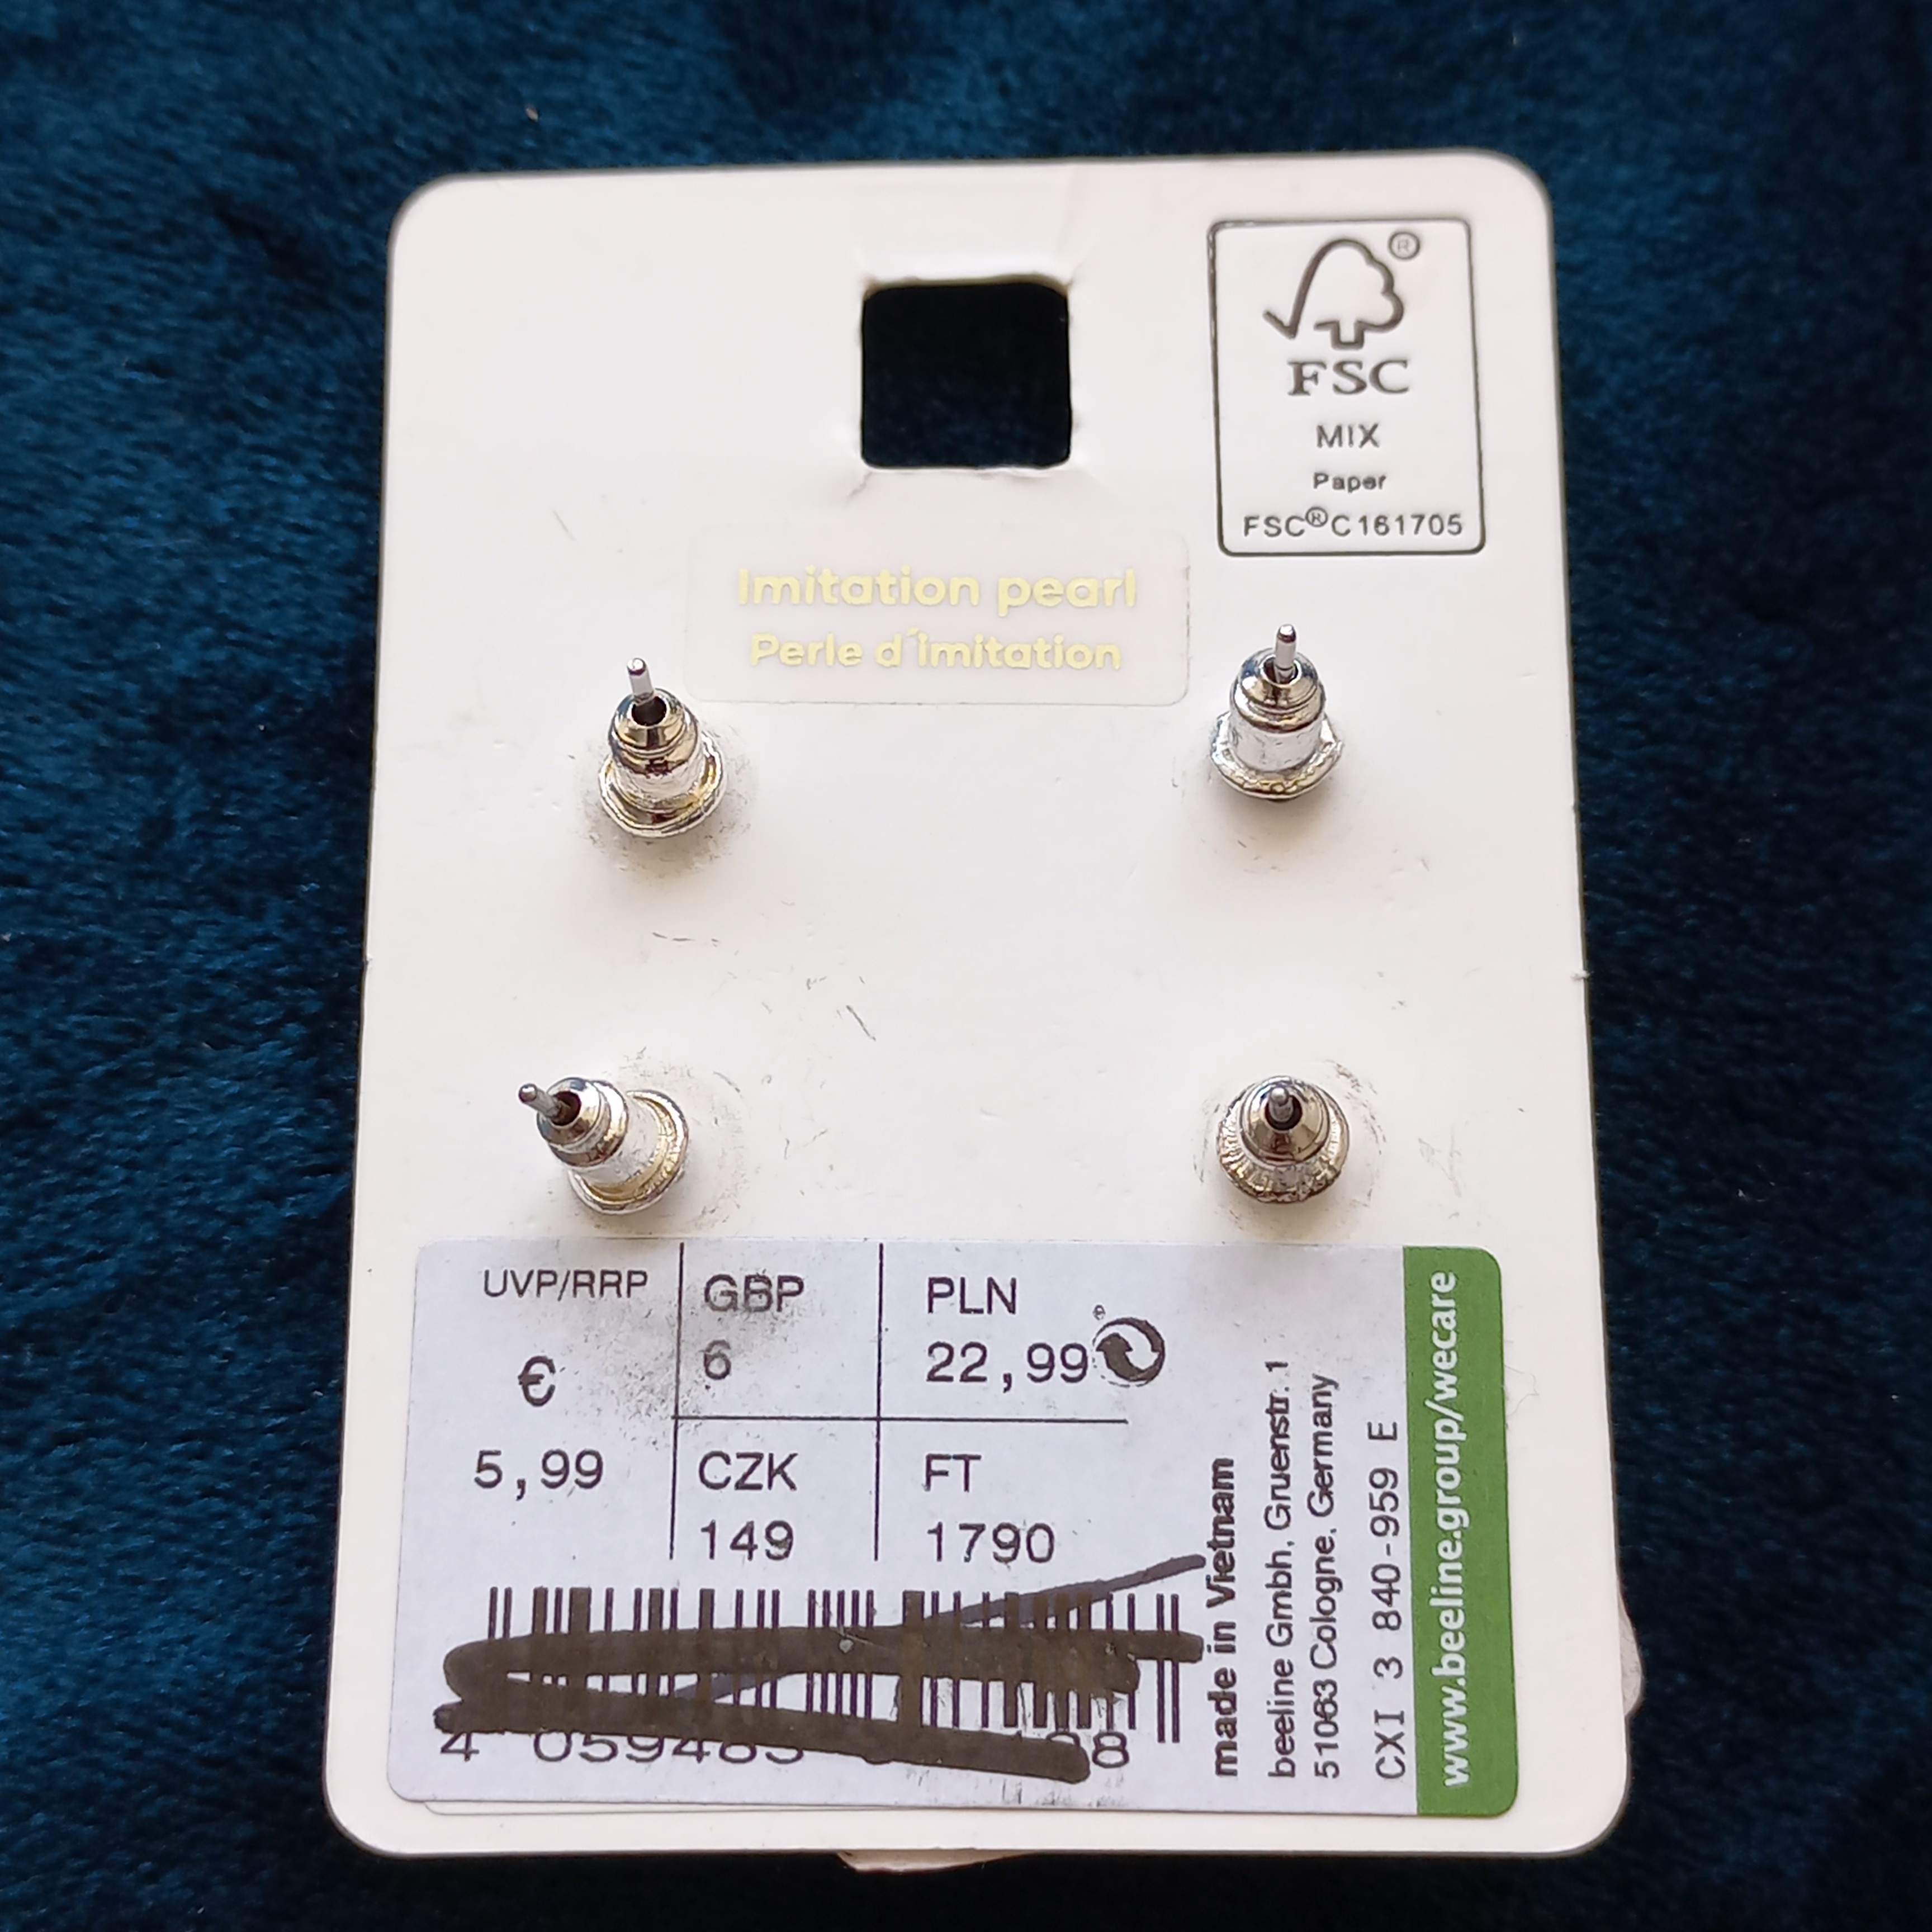 ®
FSC
MIX
Paper
FSC® C161705
Imitation pearl
Perle d´imitation
UVP/RRP
€
5,99
GBP
6
PLN
22,99
CZK
149
FT
1790
made in Vietnam
beeline Gmbh, Gruenstr. 1
51063 Cologne, Germany
CXI 3 840-959 E
www.beeline.group/wecare